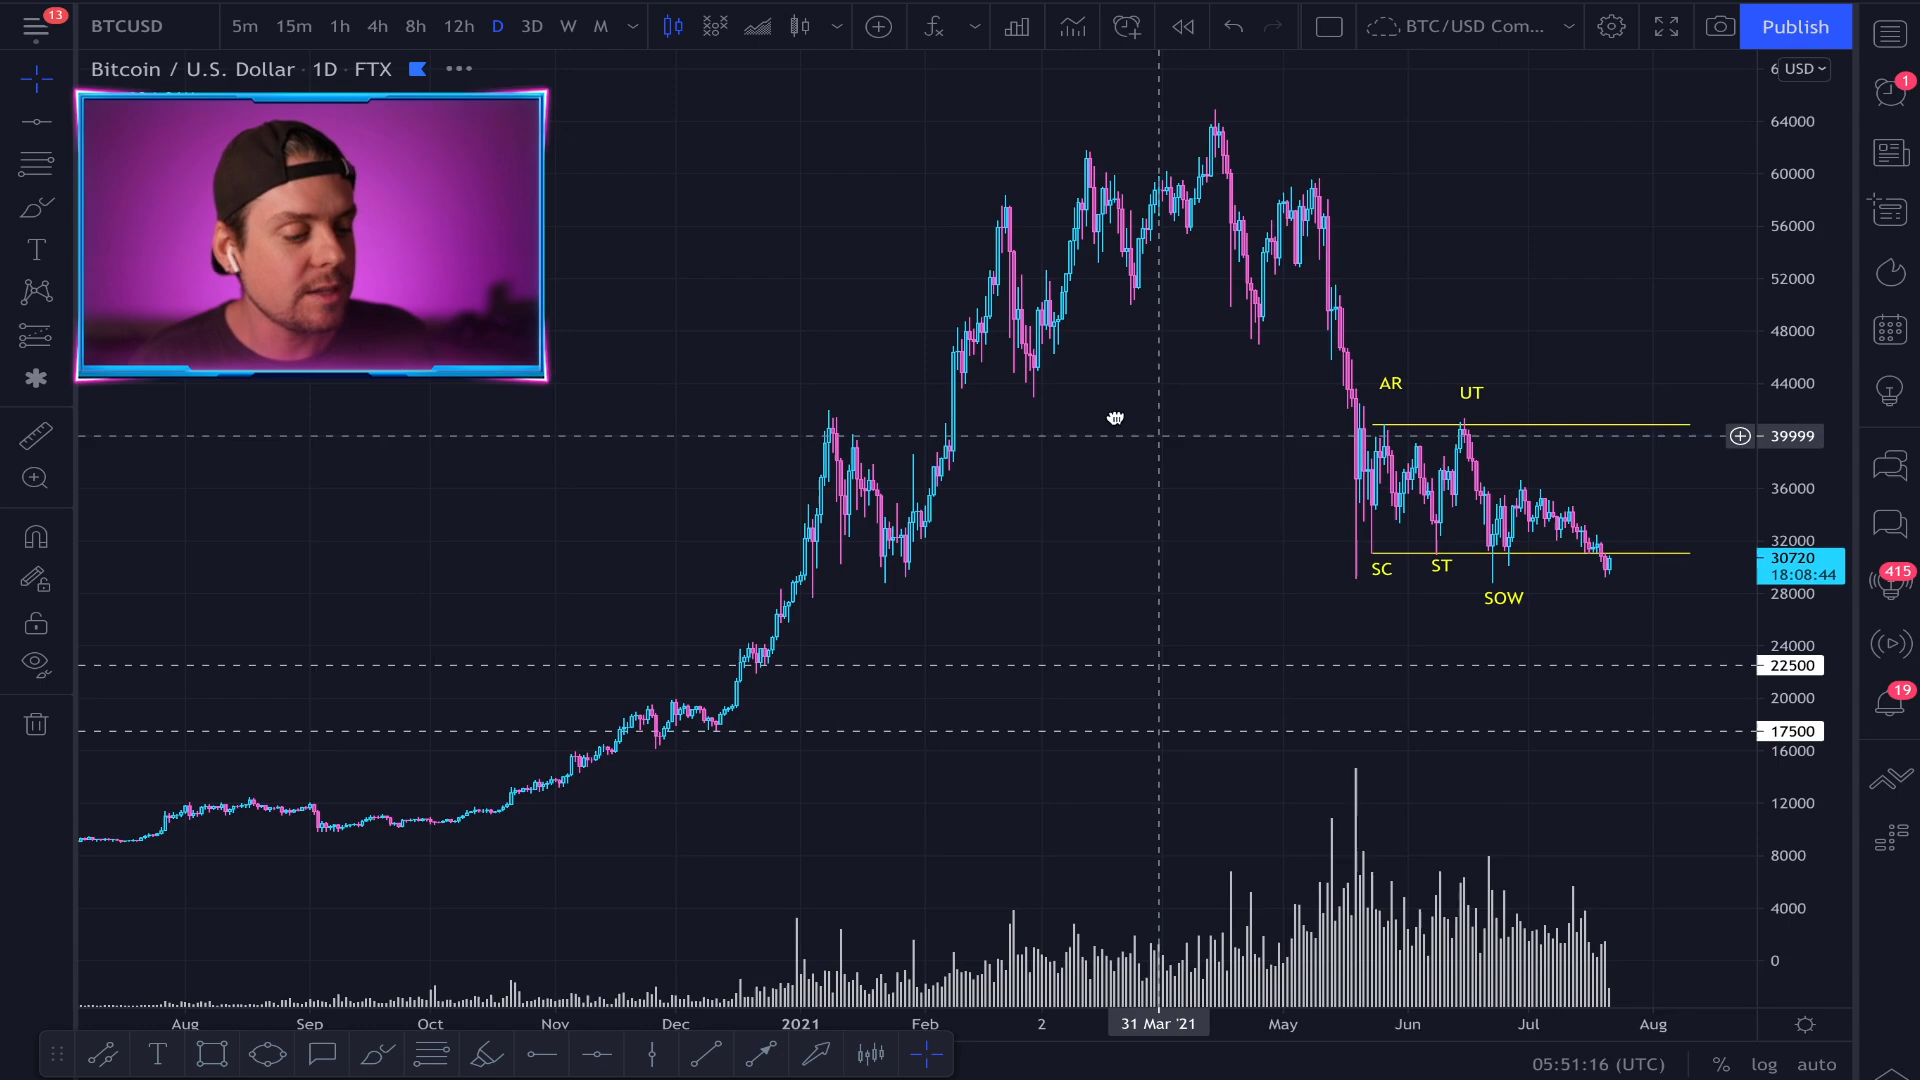 13
BTCUSD
5m 15m 1h 4h 8h 12h D 3D W M
BTC/USD Com...
Publish
Bitcoin / U.S. Dollar · 1D · FTX
USD
1
64000
60000
56000
52000
48000
44000
AR
UT
39999
36000
32000
30720
18:08:44
SC
ST
SOW
415
28000
24000
22500
20000
19
17500
16000
12000
8000
4000
0
Aug Sep Oct Nov Dec 2021 Feb 2 31 Mar '21 May Jun Jul Aug
05:51:16 (UTC) % log auto